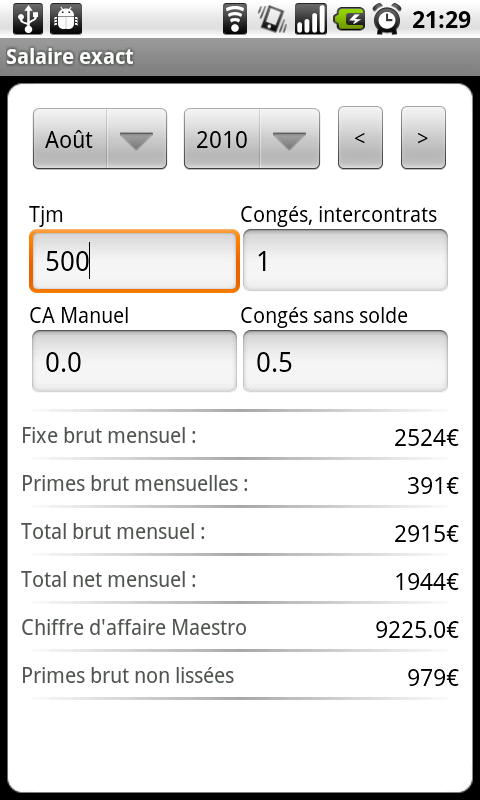 21:29
Salaire exact
Août 2010 < >
Tjm Congés, intercontrats
500 1
CA Manuel Congés sans solde
0.0 0.5
Fixe brut mensuel : 2524€
Primes brut mensuelles : 391€
Total brut mensuel : 2915€
Total net mensuel : 1944€
Chiffre d'affaire Maestro 9225.0€
Primes brut non lissées 979€